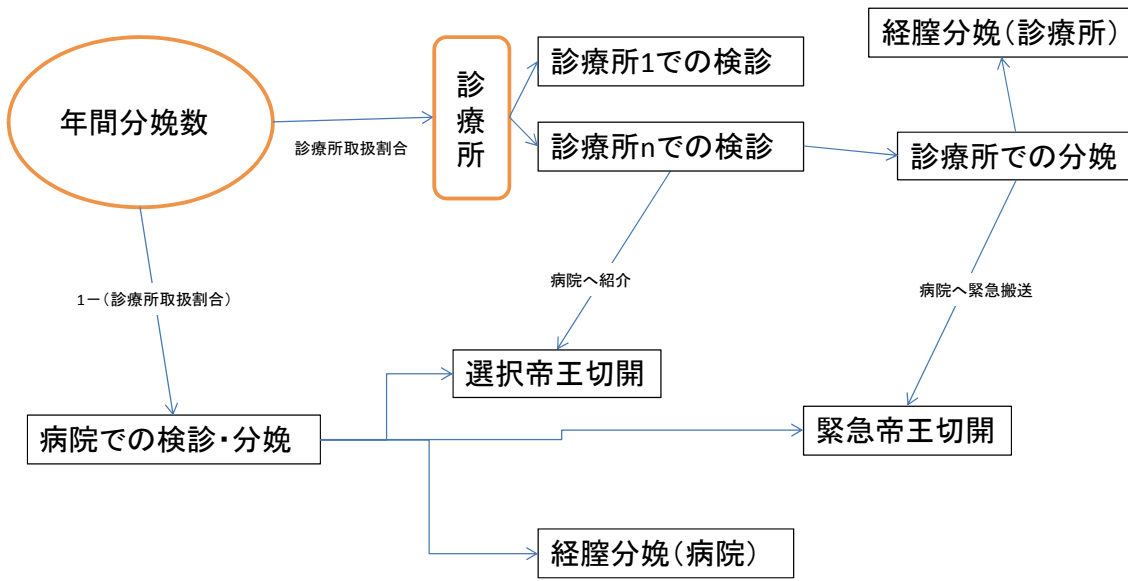 経膣分娩（診療所）
診療所1での検診
年間分娩数
診療所
診療所取扱割合
診療所nでの検診
診療所での分娩
病院へ紹介
病院へ緊急搬送
1－（診療所取扱割合）
選択帝王切開
病院での検診・分娩
緊急帝王切開
経膣分娩（病院）